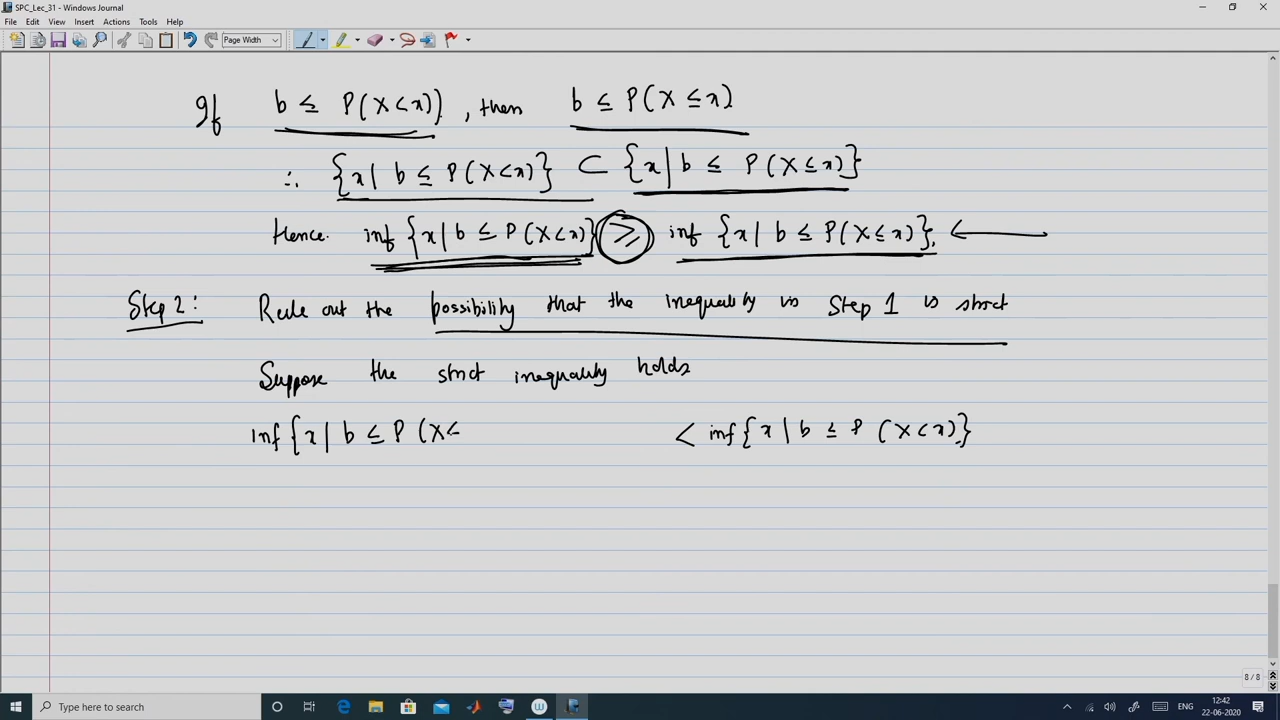 SPC_Lec_31 - Windows Journal
File Edit View Insert Actions Tools Help
Page Width
If b ≤ P(X<x), then b ≤ P(X ≤ x)
∴ {x| b ≤ P(X<x)} ⊂ {x| b ≤ P(X≤x)}
Hence. inf {x| b ≤ P(X<x)} ≥ inf {x| b ≤ P(X≤x)}.
Step 2: Rule out the possibility that the inequality in Step 1 is strict
Suppose the strict inequality holds
inf{x| b ≤ P(X< < inf{x| b ≤ P(X<x)}
8 / 8
Type here to search
ENG
12:42
22-06-2020